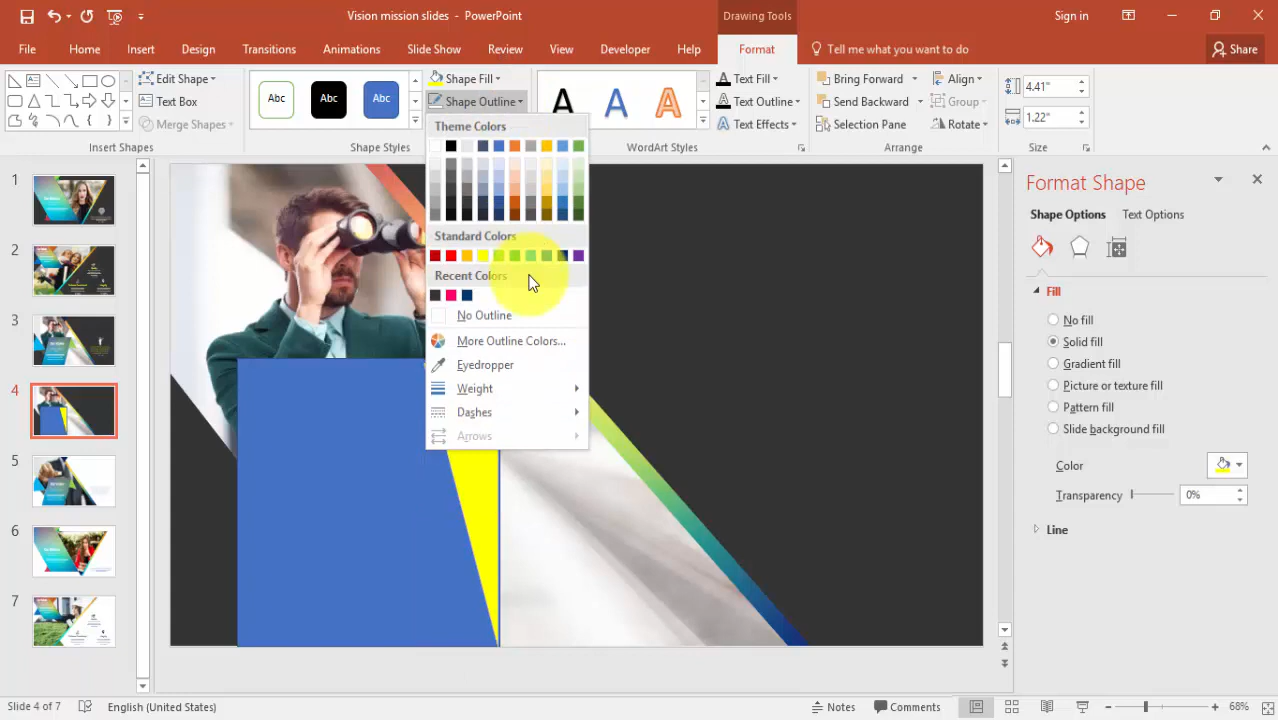 Vision mission slides - PowerPoint
Drawing Tools
Sign in
File Home Insert Design Transitions Animations Slide Show Review View Developer Help Format Tell me what you want to do Share
Edit Shape
Text Box
Merge Shapes
Insert Shapes
Abc Abc Abc
Shape Fill
Shape Outline
Shape Styles
A A A
Text Fill
Text Outline
Text Effects
WordArt Styles
Bring Forward
Send Backward
Selection Pane
Align
Group
Rotate
Arrange
4.41"
1.22"
Size
Theme Colors
Standard Colors
Recent Colors
No Outline
More Outline Colors...
Eyedropper
Weight
Dashes
Arrows
1
2
3
4
5
6
7
Format Shape
Shape Options Text Options
Fill
No fill
Solid fill
Gradient fill
Picture or texture fill
Pattern fill
Slide background fill
Color
Transparency 0%
Line
Slide 4 of 7 English (United States) Notes Comments 68%